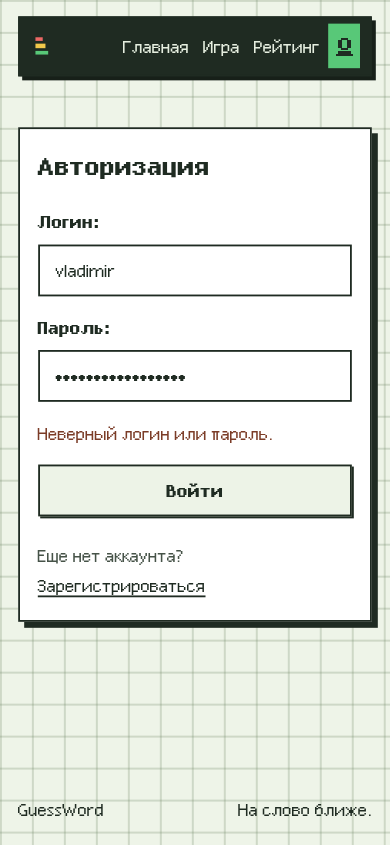 Главная Игра Рейтинг
Авторизация
Логин:
vladimir
Пароль:
•••••••••••••••••
Неверный логин или пароль.
Войти
Еще нет аккаунта?
Зарегистрироваться
GuessWord На слово ближе.